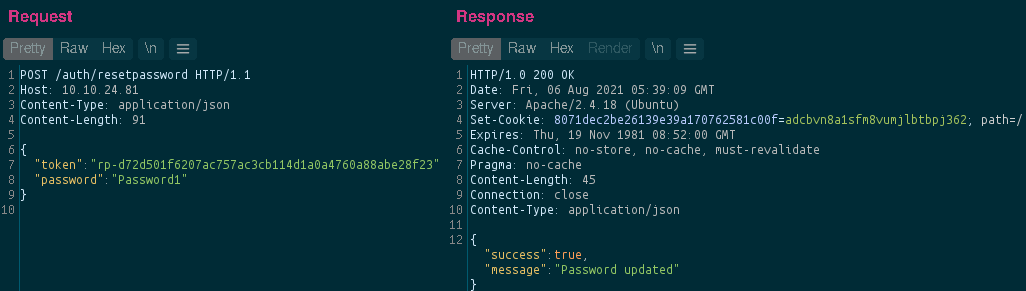 Request
Pretty Raw Hex \n
1 POST /auth/resetpassword HTTP/1.1
2 Host: 10.10.24.81
3 Content-Type: application/json
4 Content-Length: 91
5
6 {
7 "token":"rp-d72d501f6207ac757ac3cb114d1a0a4760a88abe28f23"
8 "password":"Password1"
9 }
10
Response
Pretty Raw Hex Render \n
1 HTTP/1.0 200 OK
2 Date: Fri, 06 Aug 2021 05:39:09 GMT
3 Server: Apache/2.4.18 (Ubuntu)
4 Set-Cookie: 8071dec2be26139e39a170762581c00f=adcbvn8a1sfm8vumjlbtbpj362; path=/
5 Expires: Thu, 19 Nov 1981 08:52:00 GMT
6 Cache-Control: no-store, no-cache, must-revalidate
7 Pragma: no-cache
8 Content-Length: 45
9 Connection: close
10 Content-Type: application/json
11
12 {
"success":true,
"message":"Password updated"
}